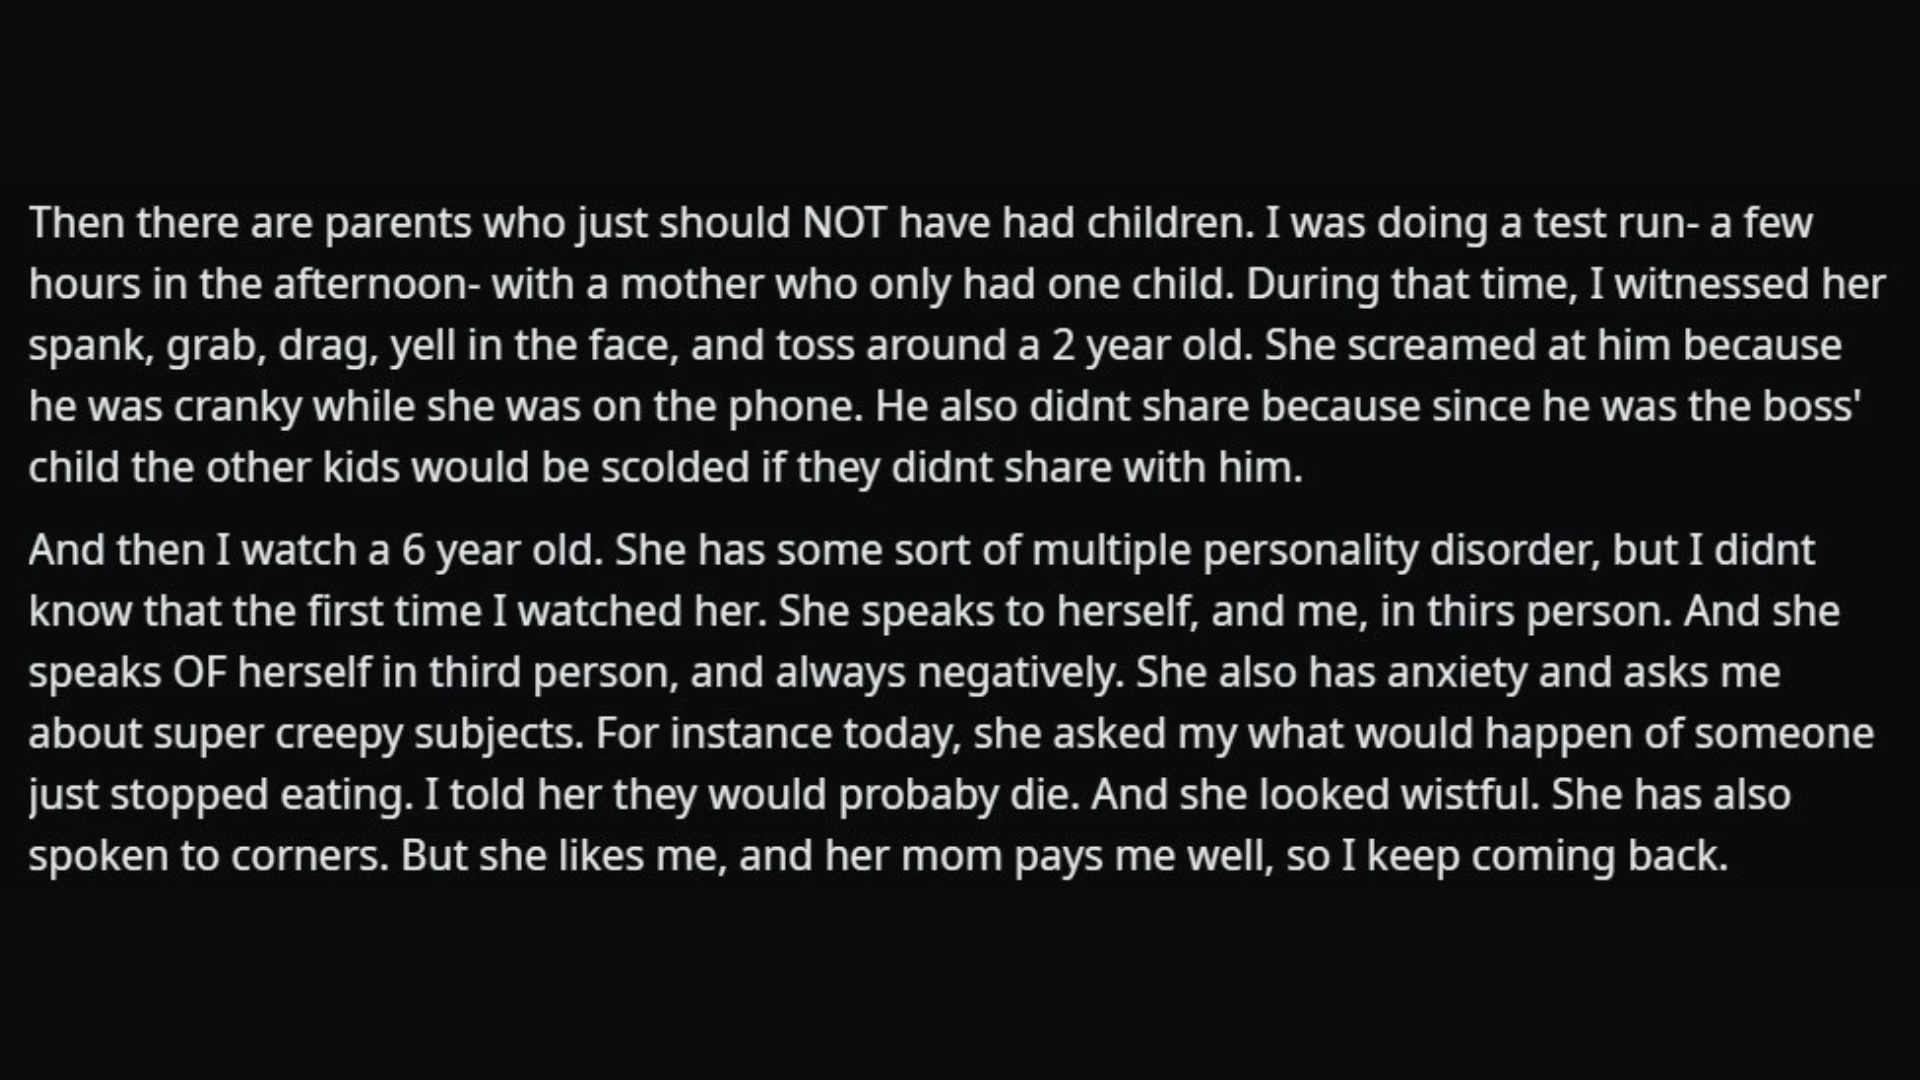 Then there are parents who just should NOT have had children. I was doing a test run- a few
hours in the afternoon- with a mother who only had one child. During that time, I witnessed her
spank, grab, drag, yell in the face, and toss around a 2 year old. She screamed at him because
he was cranky while she was on the phone. He also didnt share because since he was the boss'
child the other kids would be scolded if they didnt share with him.
And then I watch a 6 year old. She has some sort of multiple personality disorder, but I didnt
know that the first time I watched her. She speaks to herself, and me, in thirs person. And she
speaks OF herself in third person, and always negatively. She also has anxiety and asks me
about super creepy subjects. For instance today, she asked my what would happen of someone
just stopped eating. I told her they would probaby die. And she looked wistful. She has also
spoken to corners. But she likes me, and her mom pays me well, so I keep coming back.